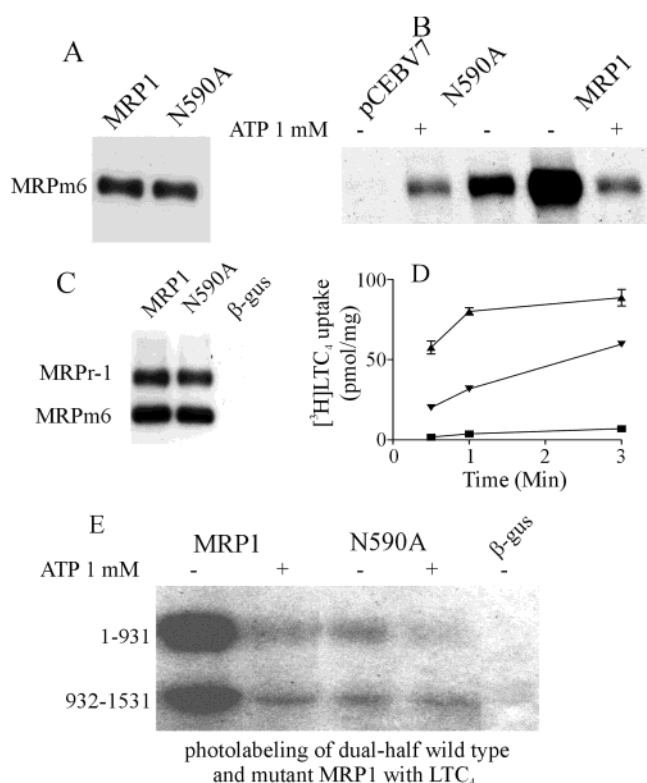 A
MRP1 N590A
MRPm6
B
pCEBV7 N590A MRP1
ATP 1 mM - + - - +
C
MRP1 N590A β-gus
MRPr-1
MRPm6
D
100
50
0
[³H]LTC₄ uptake
(pmol/mg)
0 1 2 3
Time (Min)
E
MRP1 N590A β-gus
ATP 1 mM - + - + -
1-931
932-1531
photolabeling of dual-half wild type
and mutant MRP1 with LTC₄